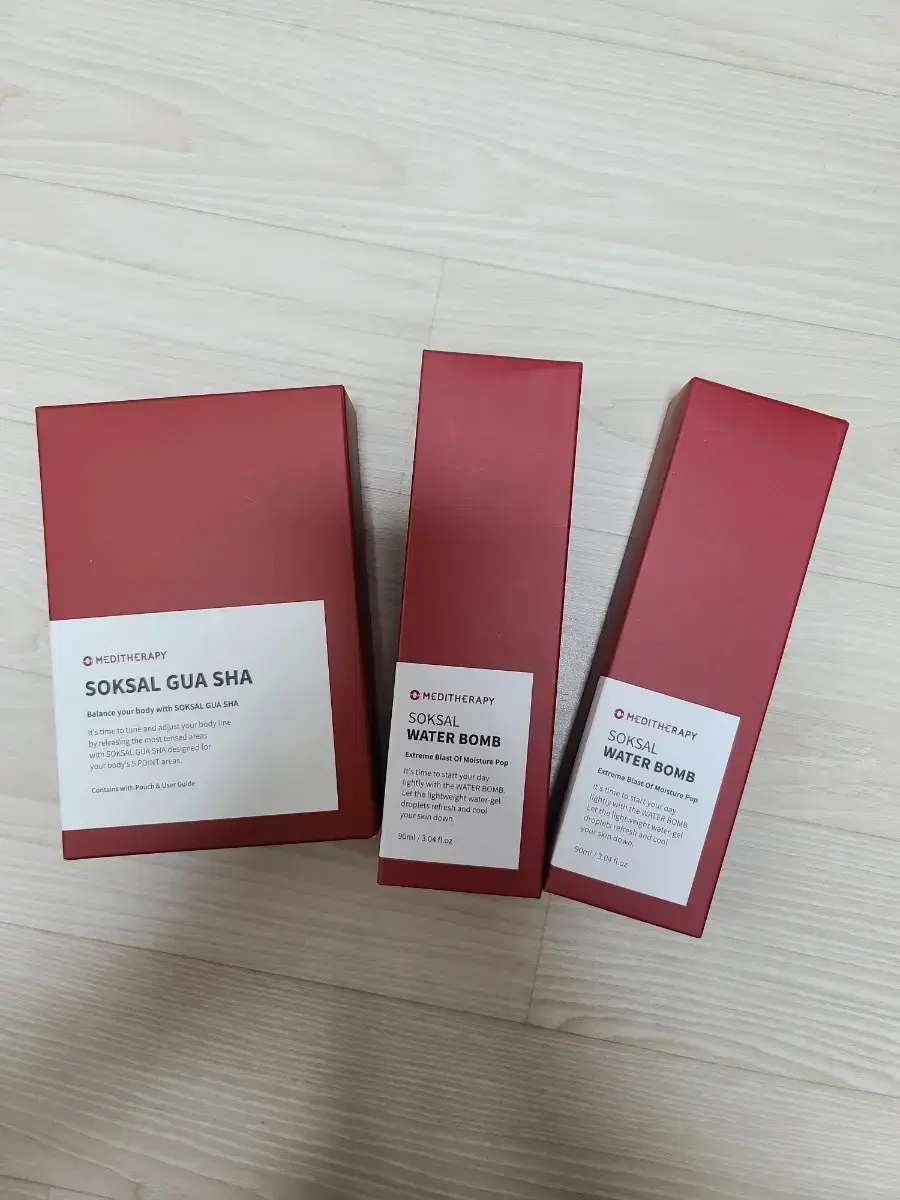 MEDITHERAPY
SOKSAL GUA SHA
Balance your body with SOKSAL GUA SHA
It's time to tune and adjust your body line
by releasing the most tensed areas
with SOKSAL GUA SHA designed for
your body's 5 POINT areas.
Contains with Pouch & User Guide
MEDITHERAPY
SOKSAL
WATER BOMB
Extreme Blast Of Moisture Pop
It's time to start your day
lightly with the WATER BOMB.
Let the lightweight water-gel
droplets refresh and cool
your skin down.
90ml / 3.04 fl.oz
MEDITHERAPY
SOKSAL
WATER BOMB
Extreme Blast Of Moisture Pop
It's time to start your day
lightly with the WATER BOMB.
Let the lightweight water-gel
droplets refresh and cool
your skin down.
90ml / 3.04 fl.oz